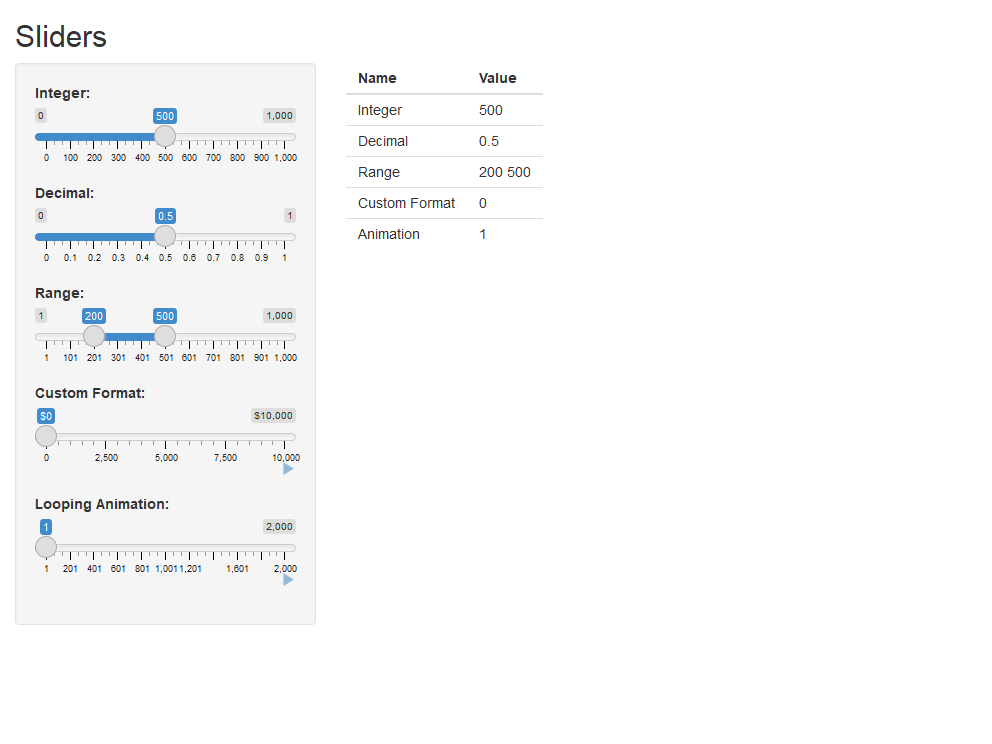 Sliders
Integer:
0 500 1,000
0 100 200 300 400 500 600 700 800 900 1,000
Decimal:
0 0.5 1
0 0.1 0.2 0.3 0.4 0.5 0.6 0.7 0.8 0.9 1
Range:
1 200 500 1,000
1 101 201 301 401 501 601 701 801 901 1,000
Custom Format:
$0 $10,000
0 2,500 5,000 7,500 10,000
Looping Animation:
1 2,000
1 201 401 601 801 1,001 1,201 1,601 2,000
Name Value
Integer 500
Decimal 0.5
Range 200 500
Custom Format 0
Animation 1